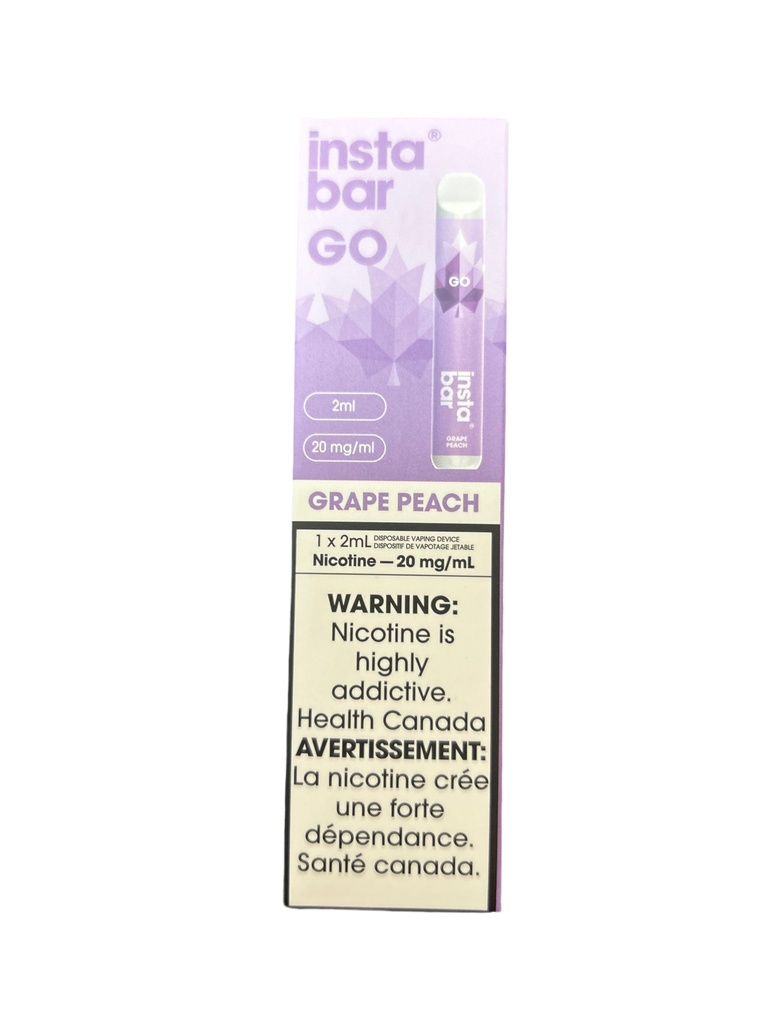 insta®
bar
GO
GO
insta®
bar
GRAPE
PEACH
2ml
20 mg/ml
GRAPE PEACH
1 x 2mL DISPOSABLE VAPING DEVICE
DISPOSITIF DE VAPOTAGE JETABLE
Nicotine — 20 mg/mL
WARNING:
Nicotine is
highly
addictive.
Health Canada
AVERTISSEMENT:
La nicotine crée
une forte
dépendance.
Santé canada.